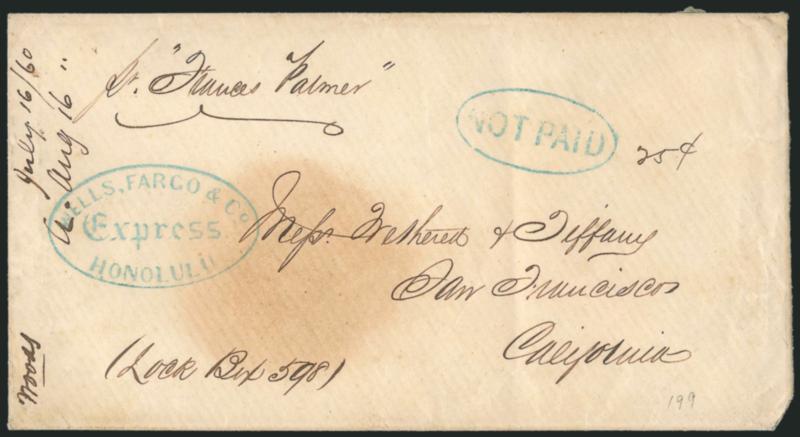 July 16/60
A. Aug 16 "
pr. "Frances Palmer"
NOT PAID
25¢
WELLS, FARGO & Co
Express.
HONOLULU
Messrs. Wethered & Tiffany
San Francisco
California
(Lock Box 598)
Woods
199